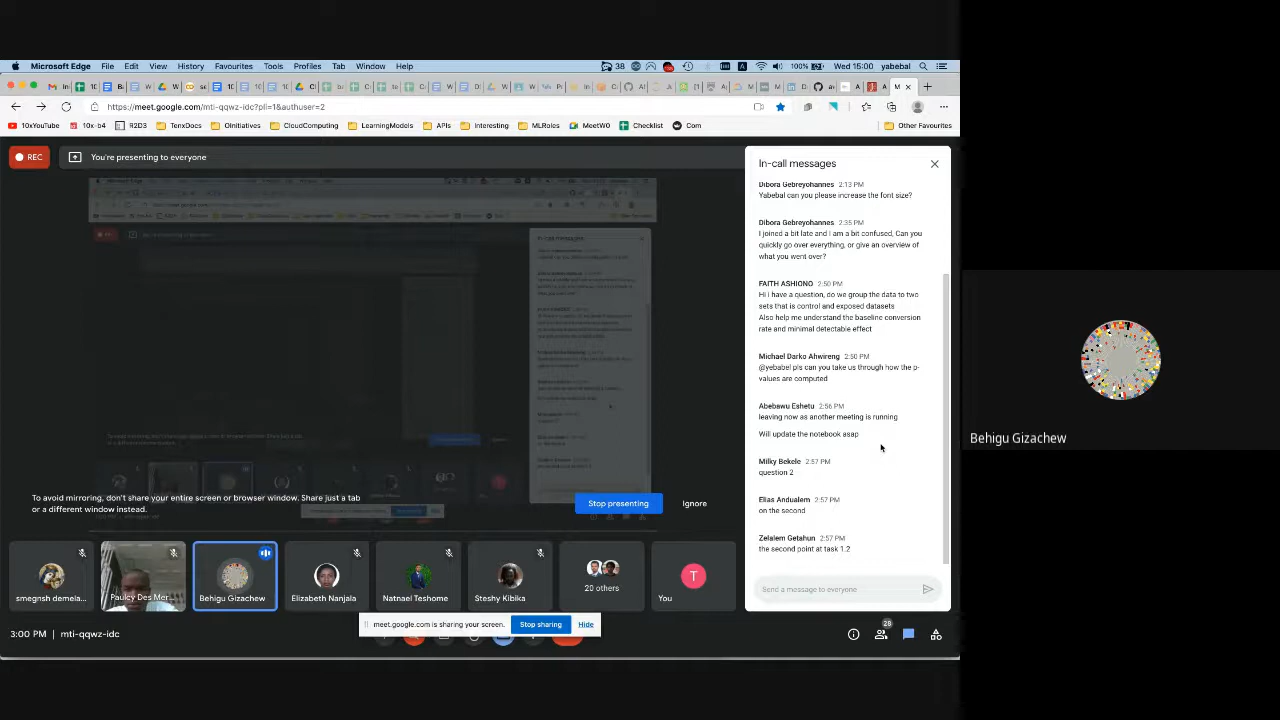 Microsoft Edge File Edit View History Favourites Tools Profiles Tab Window Help 38 100% Wed 15:00 yabebal
https://meet.google.com/mti-qqwz-idc?pli=1&authuser=2
10xYouTube 10x-b4 R2D3 TenxDocs OInitiatives CloudComputing LearningModels APIs Interesting MLRoles MeetW0 Checklist Com Other Favourites
REC You're presenting to everyone
In-call messages
Dibora Gebreyohannes 2:13 PM
Yabebal can you please increase the font size?
Dibora Gebreyohannes 2:35 PM
I joined a bit late and i am a bit confused, Can you
quickly go over everything, or give an overview of
what you went over?
FAITH ASHIONO 2:50 PM
Hi i have a question, do we group the data to two
sets that is control and exposed datasets
Also help me understand the baseline conversion
rate and minimal detectable effect
Michael Darko Ahwireng 2:50 PM
@yebabel pls can you take us through how the p-
values are computed
Abebawu Eshetu 2:56 PM
leaving now as another meeting is running
Will update the notebook asap
Milky Bekele 2:57 PM
question 2
Elias Andualem 2:57 PM
on the second
Zelalem Getahun 2:57 PM
the second point at task 1.2
Send a message to everyone
To avoid mirroring, don't share your entire screen or browser window. Share just a tab
or a different window instead.
Stop presenting Ignore
smegnsh demela... Pauley Des Mer... Behigu Gizachew Elizabeth Nanjala Natnael Teshome Steshy Kibika 20 others T You
meet.google.com is sharing your screen. Stop sharing Hide
3:00 PM | mti-qqwz-idc 28
Behigu Gizachew